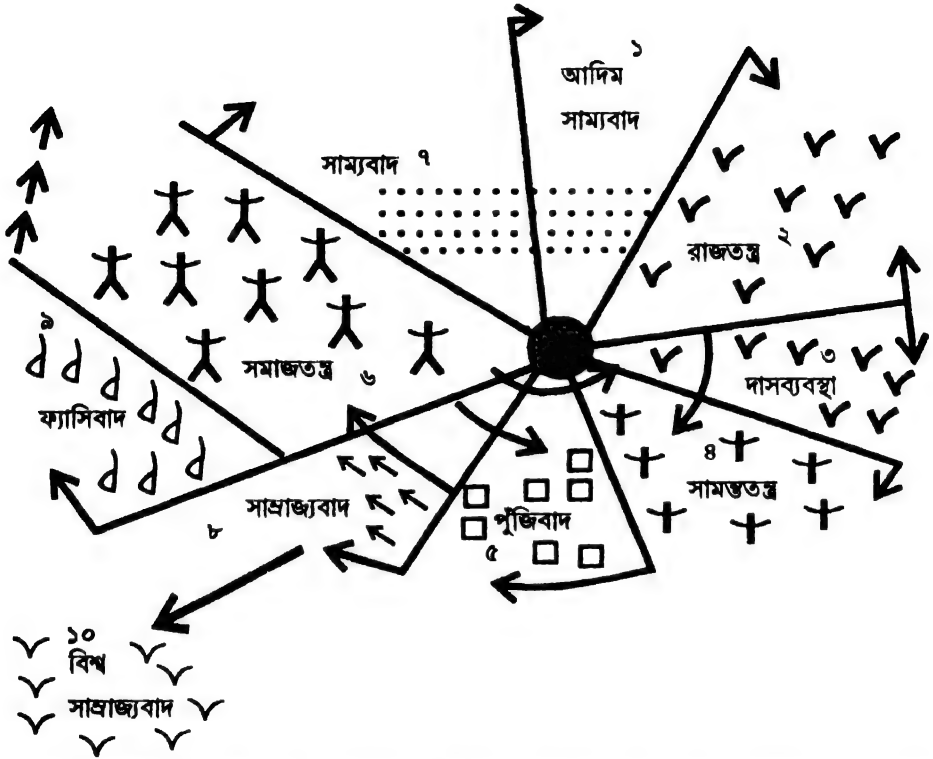 ১
আদিম
সাম্যবাদ
সাম্যবাদ ৭
২
রাজতন্ত্র
৩
দাসব্যবস্থা
৪
সামন্ততন্ত্র
পুঁজিবাদ
৫
সমাজতন্ত্র ৬
৯
ফ্যাসিবাদ
সাম্রাজ্যবাদ
৮
১০
বিশ্ব
সাম্রাজ্যবাদ